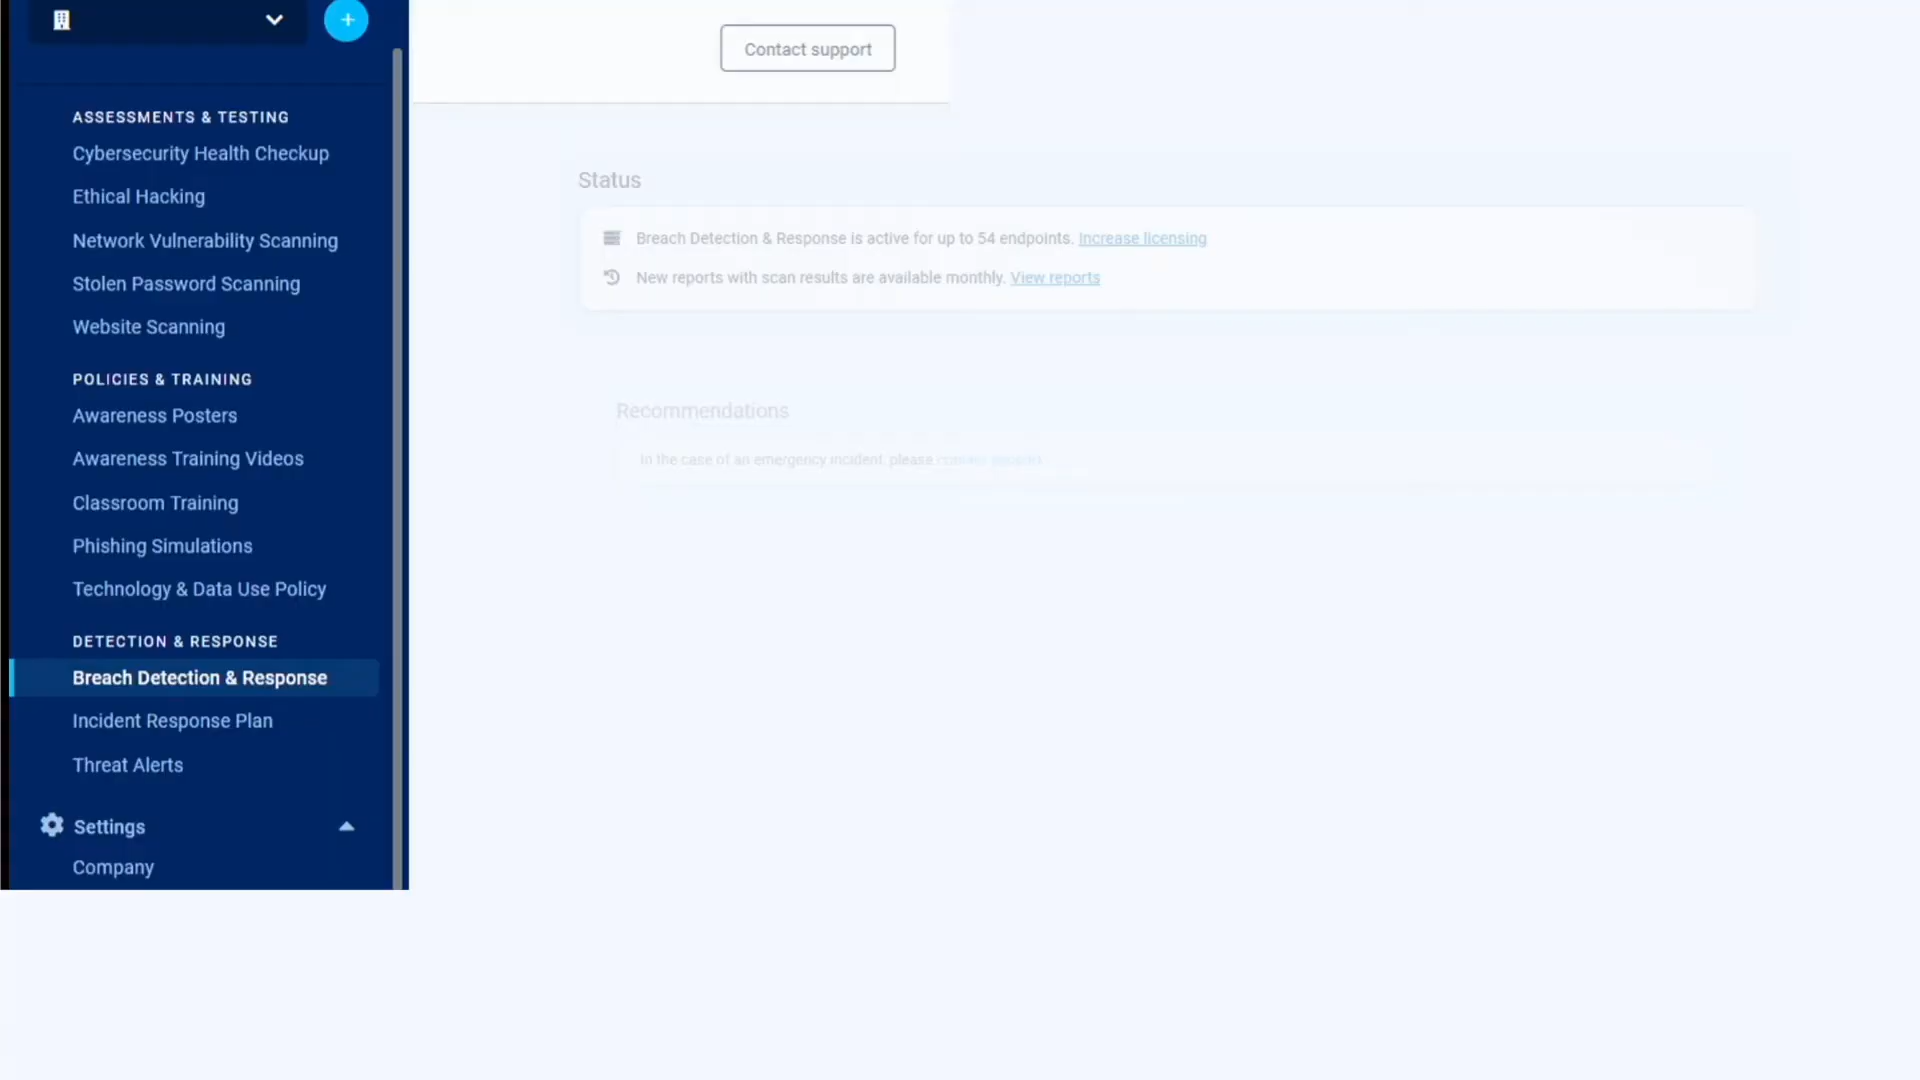 Contact support
ASSESSMENTS & TESTING
Cybersecurity Health Checkup
Ethical Hacking
Network Vulnerability Scanning
Stolen Password Scanning
Website Scanning
POLICIES & TRAINING
Awareness Posters
Awareness Training Videos
Classroom Training
Phishing Simulations
Technology & Data Use Policy
DETECTION & RESPONSE
Breach Detection & Response
Incident Response Plan
Threat Alerts
Settings
Company
Status
Breach Detection & Response is active for up to 54 endpoints. Increase licensing
New reports with scan results are available monthly. View reports
Recommendations
In the case of an emergency incident, please